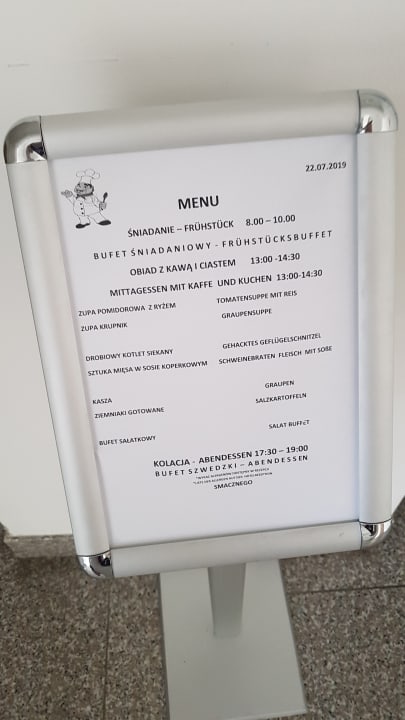 22.07.2019
MENU
ŚNIADANIE – FRÜHSTÜCK 8.00 – 10.00
BUFET ŚNIADANIOWY - FRÜHSTÜCKSBUFFET
OBIAD Z KAWĄ I CIASTEM 13:00 -14:30
MITTAGESSEN MIT KAFFE UND KUCHEN 13:00-14:30
ZUPA POMIDOROWA Z RYŻEM TOMATENSUPPE MIT REIS
ZUPA KRUPNIK GRAUPENSUPPE
DROBIOWY KOTLET SIEKANY GEHACKTES GEFLÜGELSCHNITZEL
SZTUKA MIĘSA W SOSIE KOPERKOWYM SCHWEINEBRATEN FLEISCH MIT SOßE
KASZA GRAUPEN
ZIEMNIAKI GOTOWANE SALZKARTOFFELN
BUFET SAŁATKOWY SALAT BUFFET
KOLACJA - ABENDESSEN 17:30 – 19:00
BUFET SZWEDZKI – ABENDESSEN
SMACZNEGO